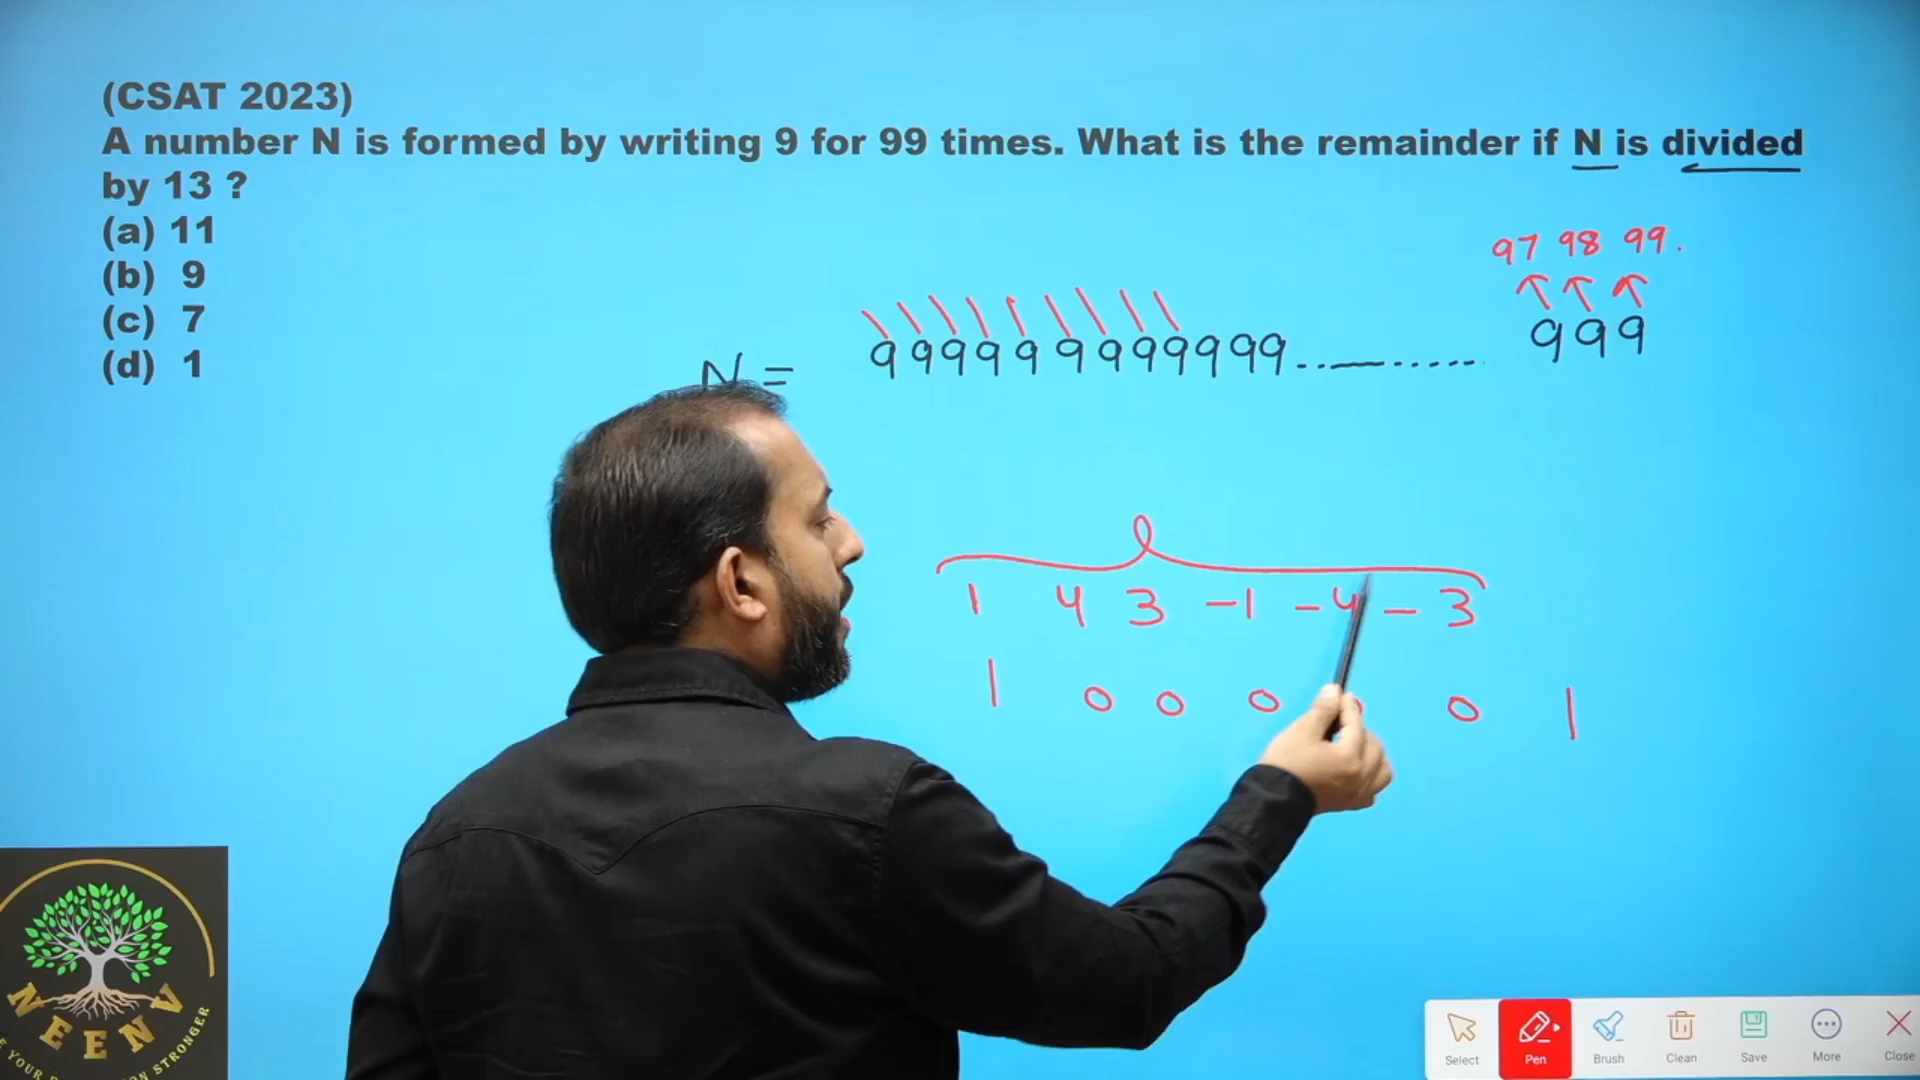 (CSAT 2023)
A number N is formed by writing 9 for 99 times. What is the remainder if N is divided
by 13 ?
(a) 11
(b) 9
(c) 7
(d) 1
97 98 99.
N = 999999999999............... 999
1 4 3 -1 -4 -3
1 0 0 0 0 1
NEENV
Select Pen Brush Clean Save More Close